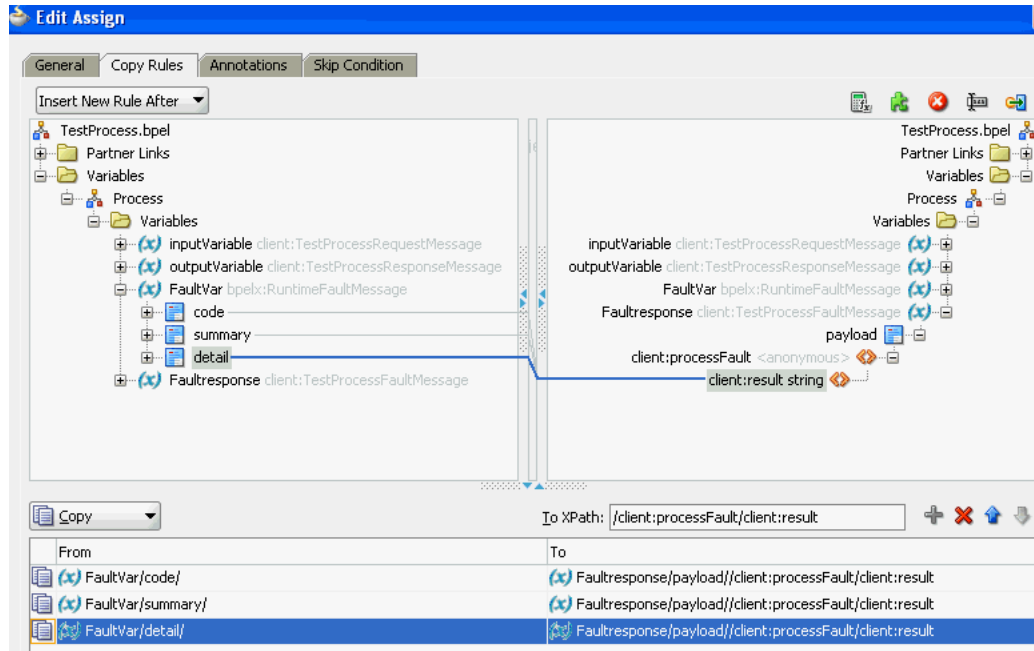 Edit Assign
General Copy Rules Annotations Skip Condition
Insert New Rule After
TestProcess.bpel
Partner Links
Variables
Process
Variables
inputVariable client:TestProcessRequestMessage
outputVariable client:TestProcessResponseMessage
FaultVar bpelx:RuntimeFaultMessage
code
summary
detail
Faultresponse client:TestProcessFaultMessage
TestProcess.bpel
Partner Links
Variables
Process
Variables
inputVariable client:TestProcessRequestMessage
outputVariable client:TestProcessResponseMessage
FaultVar bpelx:RuntimeFaultMessage
Faultresponse client:TestProcessFaultMessage
payload
client:processFault <anonymous>
client:result string
Copy
To XPath: /client:processFault/client:result
From To
FaultVar/code/ Faultresponse/payload//client:processFault/client:result
FaultVar/summary/ Faultresponse/payload//client:processFault/client:result
FaultVar/detail/ Faultresponse/payload//client:processFault/client:result